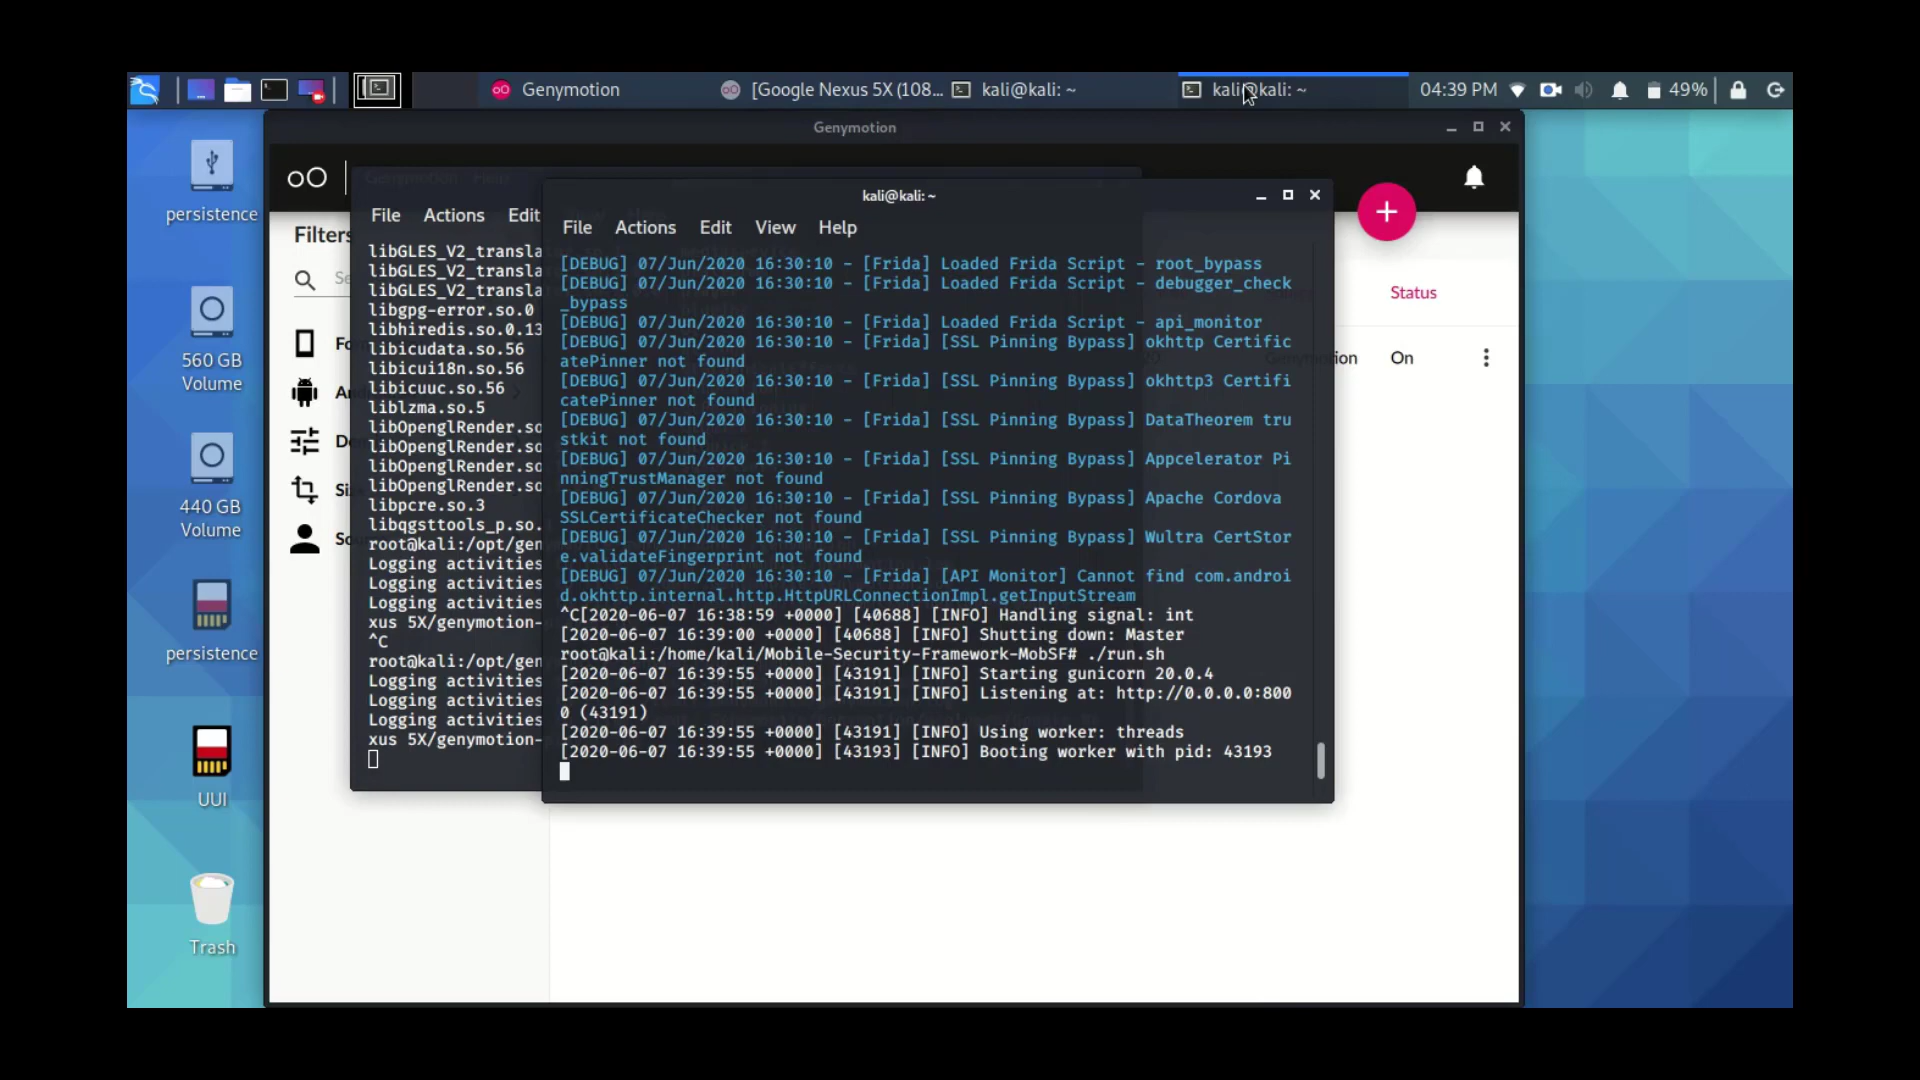 Genymotion
[Google Nexus 5X (108...
kali@kali: ~
kali@kali: ~
04:39 PM
49%
persistence
560 GB
Volume
440 GB
Volume
persistence
UUI
Trash
Genymotion
Filters
File Actions Edit
libGLES_V2_transla
libGLES_V2_transla
libGLES_V2_transla
libgpg-error.so.0
libhiredis.so.0.13
libicudata.so.56
libicui18n.so.56
libicuuc.so.56
liblzma.so.5
libOpenglRender.so
libOpenglRender.so
libOpenglRender.so
libOpenglRender.so
libpcre.so.3
libqgsttools_p.so.
root@kali:/opt/gen
Logging activities
Logging activities
Logging activities
xus 5X/genymotion-
^C
root@kali:/opt/gen
Logging activities
Logging activities
Logging activities
xus 5X/genymotion-
kali@kali: ~
File Actions Edit View Help
[DEBUG] 07/Jun/2020 16:30:10 - [Frida] Loaded Frida Script - root_bypass
[DEBUG] 07/Jun/2020 16:30:10 - [Frida] Loaded Frida Script - debugger_check
_bypass
[DEBUG] 07/Jun/2020 16:30:10 - [Frida] Loaded Frida Script - api_monitor
[DEBUG] 07/Jun/2020 16:30:10 - [Frida] [SSL Pinning Bypass] okhttp Certific
atePinner not found
[DEBUG] 07/Jun/2020 16:30:10 - [Frida] [SSL Pinning Bypass] okhttp3 Certifi
catePinner not found
[DEBUG] 07/Jun/2020 16:30:10 - [Frida] [SSL Pinning Bypass] DataTheorem tru
stkit not found
[DEBUG] 07/Jun/2020 16:30:10 - [Frida] [SSL Pinning Bypass] Appcelerator Pi
nningTrustManager not found
[DEBUG] 07/Jun/2020 16:30:10 - [Frida] [SSL Pinning Bypass] Apache Cordova
SSLCertificateChecker not found
[DEBUG] 07/Jun/2020 16:30:10 - [Frida] [SSL Pinning Bypass] Wultra CertStor
e.validateFingerprint not found
[DEBUG] 07/Jun/2020 16:30:10 - [Frida] [API Monitor] Cannot find com.androi
d.okhttp.internal.http.HttpURLConnectionImpl.getInputStream
^C[2020-06-07 16:38:59 +0000] [40688] [INFO] Handling signal: int
[2020-06-07 16:39:00 +0000] [40688] [INFO] Shutting down: Master
root@kali:/home/kali/Mobile-Security-Framework-MobSF# ./run.sh
[2020-06-07 16:39:55 +0000] [43191] [INFO] Starting gunicorn 20.0.4
[2020-06-07 16:39:55 +0000] [43191] [INFO] Listening at: http://0.0.0.0:800
0 (43191)
[2020-06-07 16:39:55 +0000] [43191] [INFO] Using worker: threads
[2020-06-07 16:39:55 +0000] [43193] [INFO] Booting worker with pid: 43193
Status
On